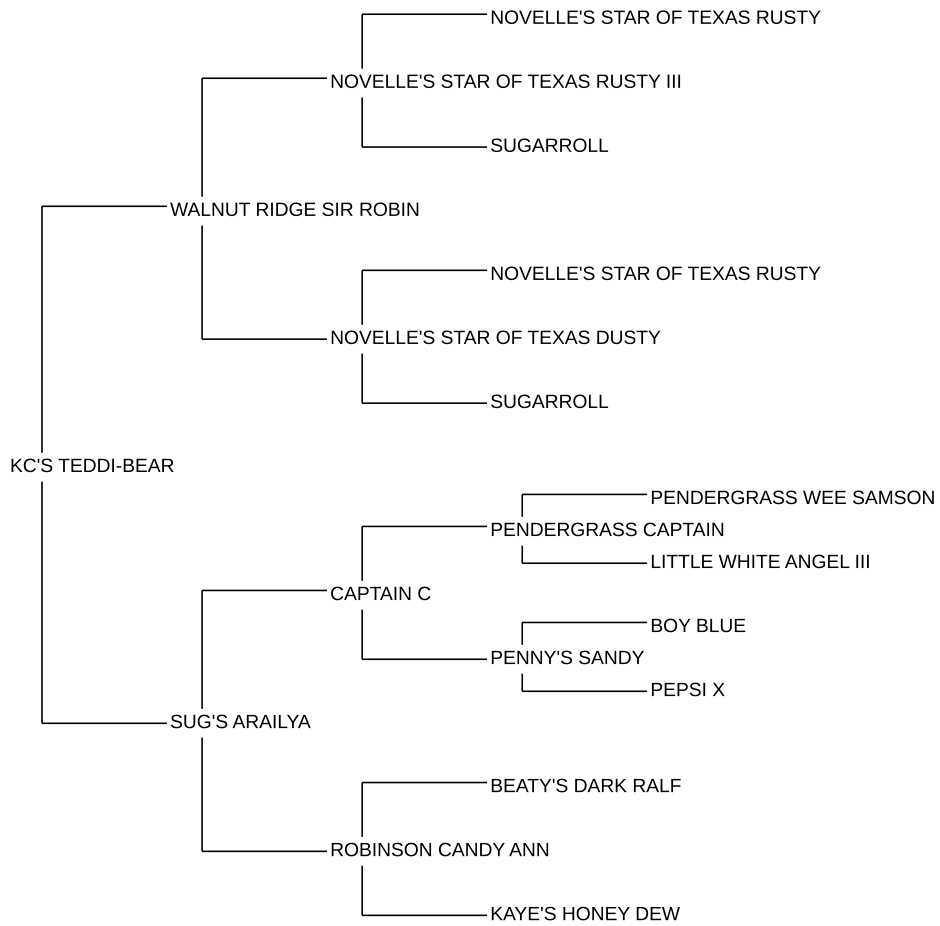 NOVELLE'S STAR OF TEXAS RUSTY
NOVELLE'S STAR OF TEXAS RUSTY III
SUGARROLL
WALNUT RIDGE SIR ROBIN
NOVELLE'S STAR OF TEXAS RUSTY
NOVELLE'S STAR OF TEXAS DUSTY
SUGARROLL
KC'S TEDDI-BEAR
PENDERGRASS WEE SAMSON
PENDERGRASS CAPTAIN
LITTLE WHITE ANGEL III
CAPTAIN C
BOY BLUE
PENNY'S SANDY
PEPSI X
SUG'S ARAILYA
BEATY'S DARK RALF
ROBINSON CANDY ANN
KAYE'S HONEY DEW